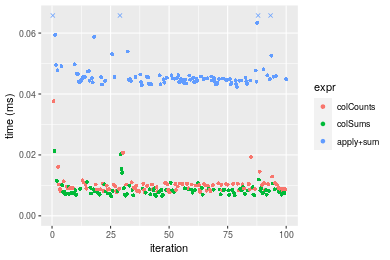 0.06
0.04
0.02
0.00
time (ms)
0
25
50
75
100
iteration
expr
colCounts
colSums
apply+sum